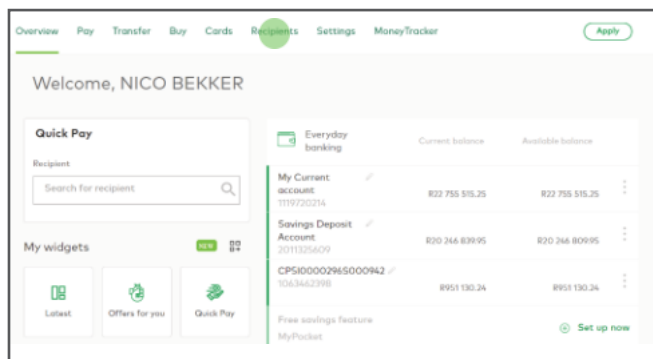 Overview Pay Transfer Buy Cards Recipients Settings MoneyTracker Apply
Welcome, NICO BEKKER
Quick Pay
Recipient
Search for recipient
My widgets NEW
Latest Offers for you Quick Pay
Everyday
banking Current balance Available balance
My Current
account
1119720214 R22 755 515.25 R22 755 515.25
Savings Deposit
Account
2011325609 R20 246 839.95 R20 246 809.95
CPSI00002965000942
1063462398 R951 130.24 R951 130.24
Free savings feature
MyPocket Set up now